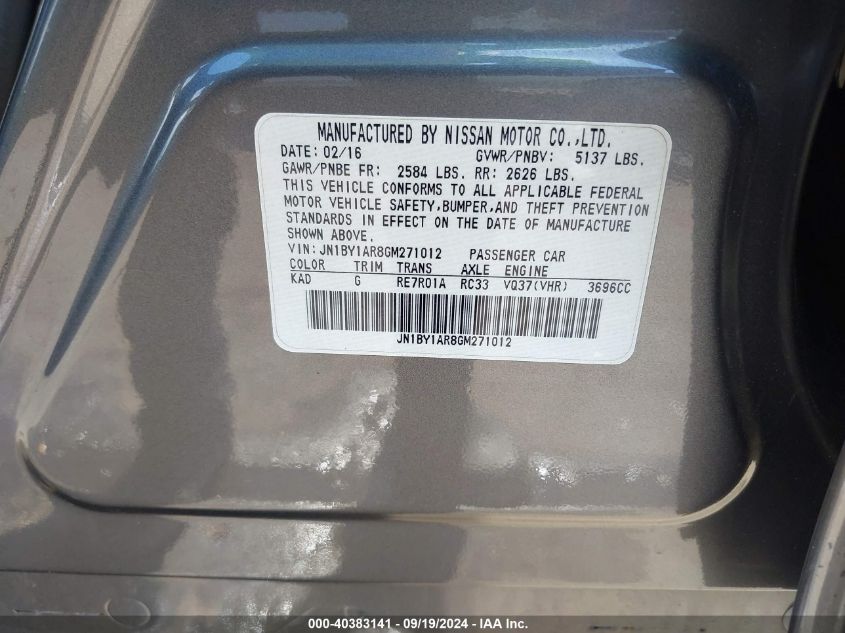 MANUFACTURED BY NISSAN MOTOR CO.,LTD.
DATE: 02/16 GVWR/PNBV: 5137 LBS.
GAWR/PNBE FR: 2584 LBS. RR: 2626 LBS.
THIS VEHICLE CONFORMS TO ALL APPLICABLE FEDERAL
MOTOR VEHICLE SAFETY,BUMPER,AND THEFT PREVENTION
STANDARDS IN EFFECT ON THE DATE OF MANUFACTURE
SHOWN ABOVE.
VIN:JN1BY1AR8GM271012 PASSENGER CAR
COLOR TRIM TRANS AXLE ENGINE
KAD G RE7R01A RC33 VQ37(VHR) 3696CC
JN1BY1AR8GM271012
000-40383141 - 09/19/2024 - IAA Inc.